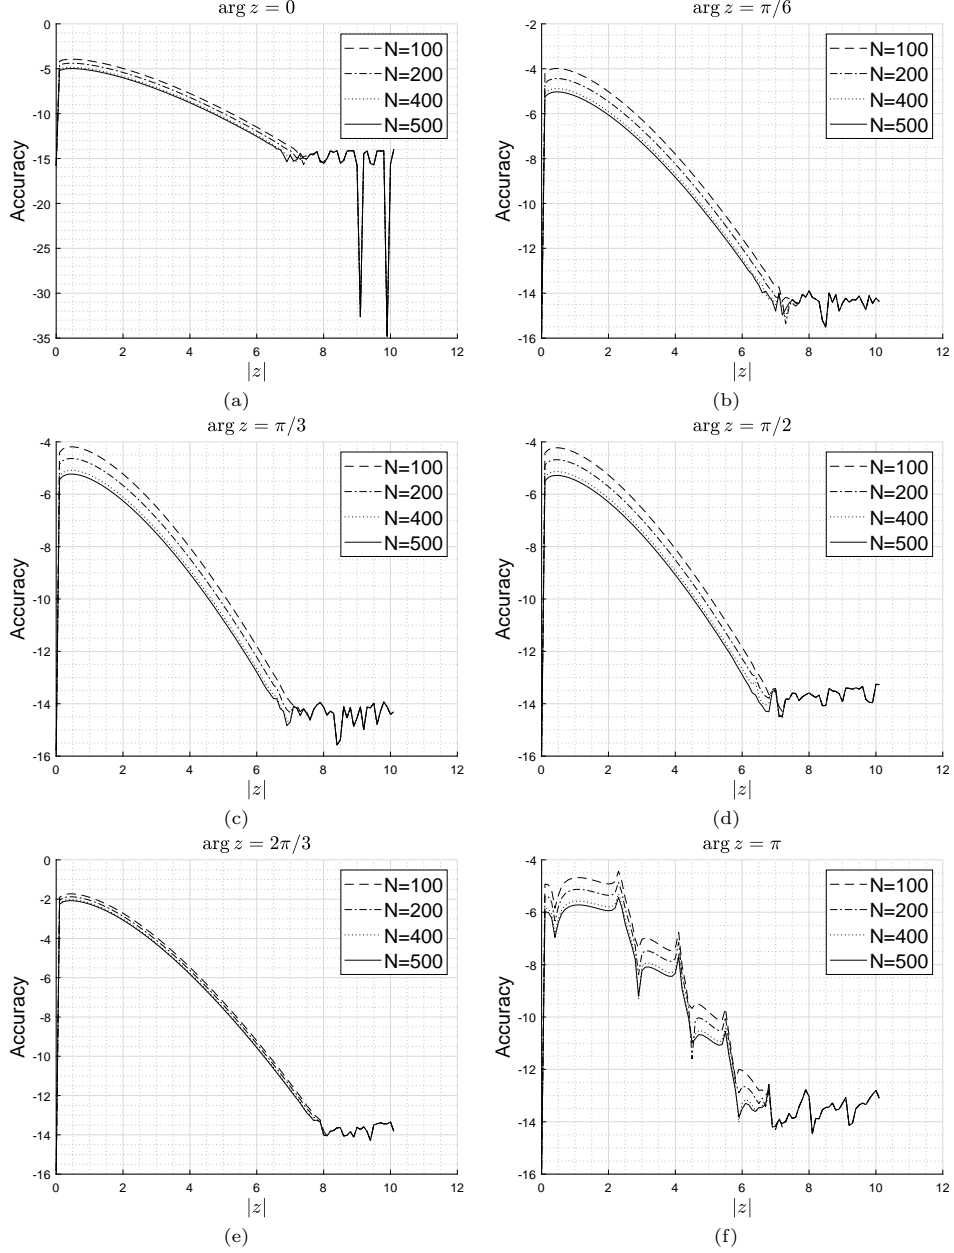 arg z = 0
0
-5
-10
-15
-20
-25
-30
-35
Accuracy
N=100
N=200
N=400
N=500
0 2 4 6 8 10 12
|z|
(a)
arg z = π/6
-2
-4
-6
-8
-10
-12
-14
-16
Accuracy
N=100
N=200
N=400
N=500
0 2 4 6 8 10 12
|z|
(b)
arg z = π/3
-4
-6
-8
-10
-12
-14
-16
Accuracy
N=100
N=200
N=400
N=500
0 2 4 6 8 10 12
|z|
(c)
arg z = π/2
-4
-6
-8
-10
-12
-14
-16
Accuracy
N=100
N=200
N=400
N=500
0 2 4 6 8 10 12
|z|
(d)
arg z = 2π/3
0
-2
-4
-6
-8
-10
-12
-14
-16
Accuracy
N=100
N=200
N=400
N=500
0 2 4 6 8 10 12
|z|
(e)
arg z = π
-4
-6
-8
-10
-12
-14
-16
Accuracy
N=100
N=200
N=400
N=500
0 2 4 6 8 10 12
|z|
(f)